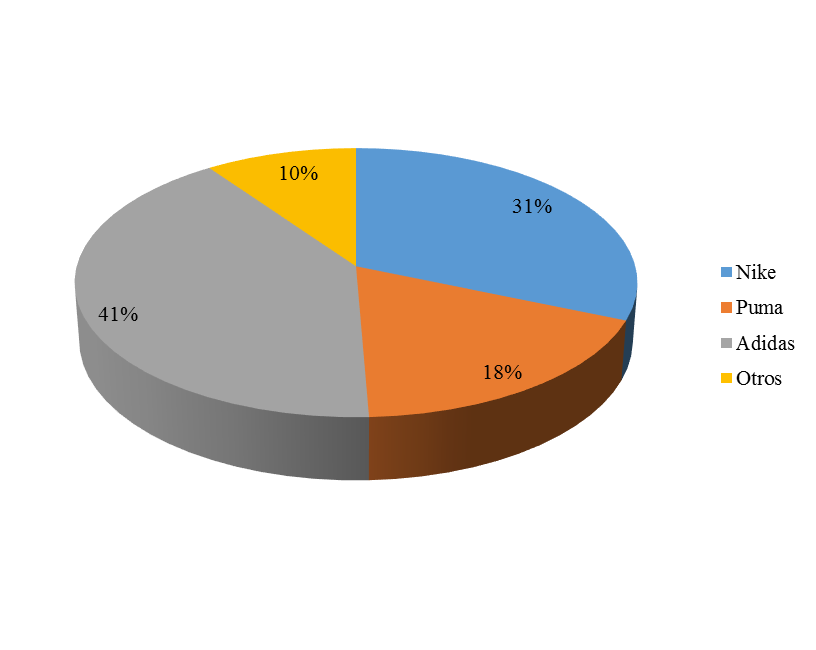 10%
31%
41%
18%
Nike
Puma
Adidas
Otros